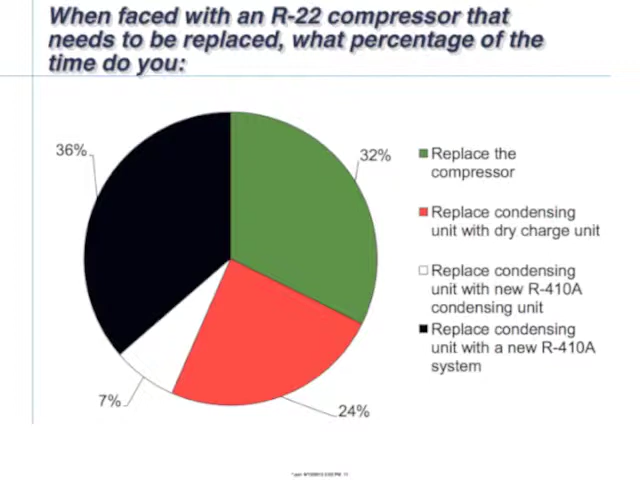 When faced with an R-22 compressor that
needs to be replaced, what percentage of the
time do you:
36%
32%
Replace the
compressor
Replace condensing
unit with dry charge unit
Replace condensing
unit with new R-410A
condensing unit
Replace condensing
unit with a new R-410A
system
7%
24%